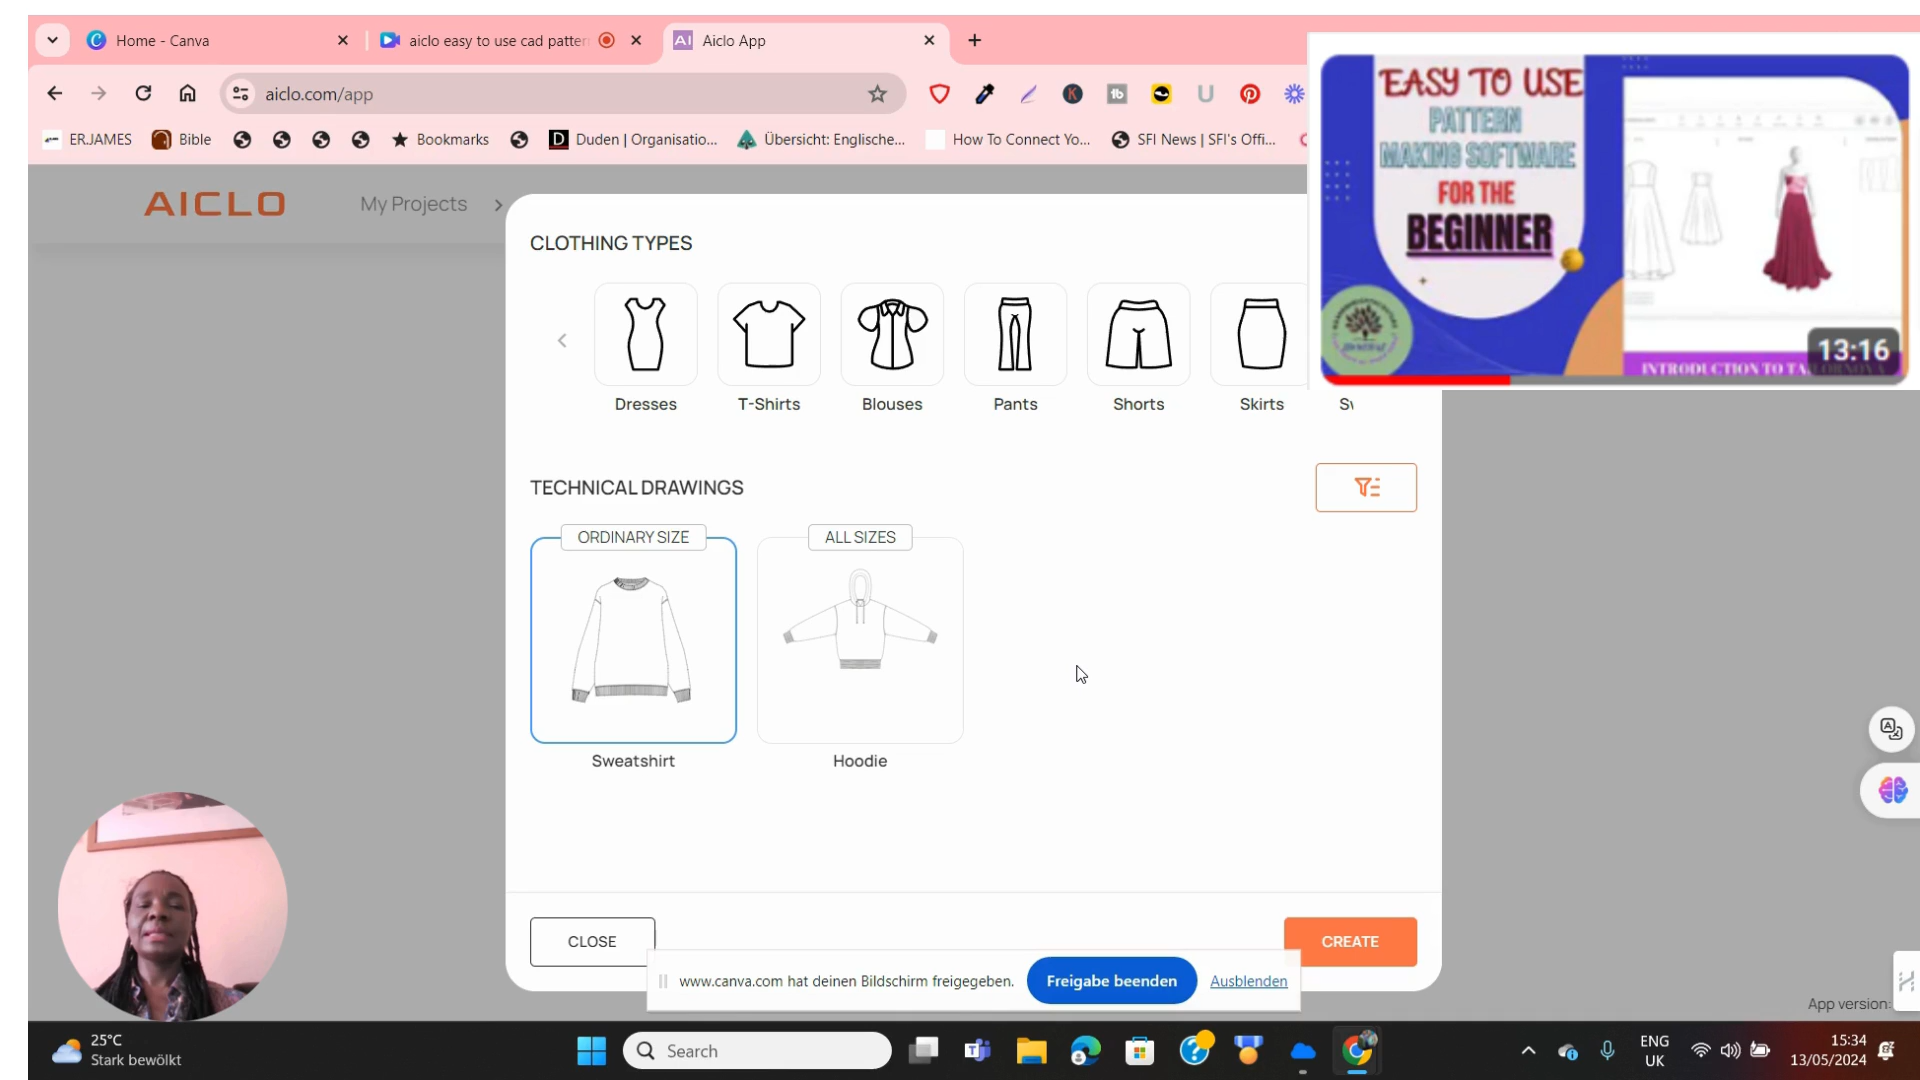 Home - Canva
aiclo easy to use cad patter
Aiclo App
aiclo.com/app
ER.JAMES
Bible
Bookmarks
Duden | Organisatio...
Übersicht: Englische...
How To Connect Yo...
SFI News | SFI's Offi...
AICLO
My Projects
CLOTHING TYPES
Dresses
T-Shirts
Blouses
Pants
Shorts
Skirts
TECHNICAL DRAWINGS
ORDINARY SIZE
ALL SIZES
Sweatshirt
Hoodie
CLOSE
CREATE
www.canva.com hat deinen Bildschirm freigegeben.
Freigabe beenden
Ausblenden
EASY TO USE
PATTERN
MAKING SOFTWARE
FOR THE
BEGINNER
13:16
INTRODUCTION TO
App version:
25°C
Stark bewölkt
Search
ENG
UK
15:34
13/05/2024